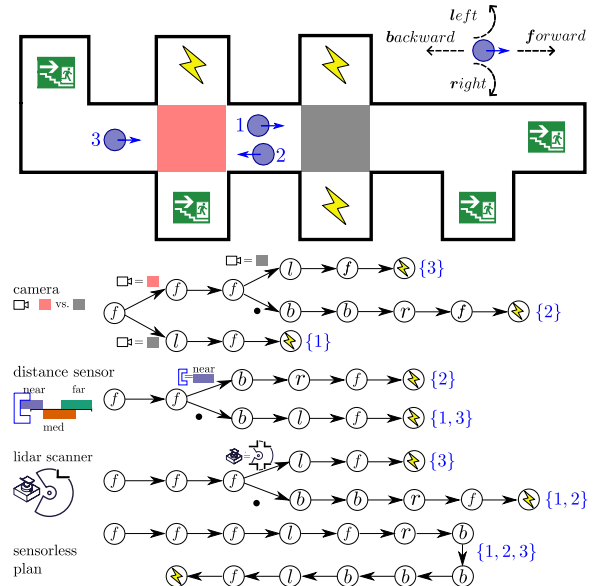 left
backward forward
right
1
3 2
= f f = l f {3}
camera
vs. f b b r f {2}
= l f {1}
distance sensor
near
= b r f {2}
near far
f f
med
b l f {1, 3}
lidar scanner
= l f {3}
f f f
b b r f {1, 2}
f f f l f r b
sensorless {1, 2, 3}
plan
f l b b b b